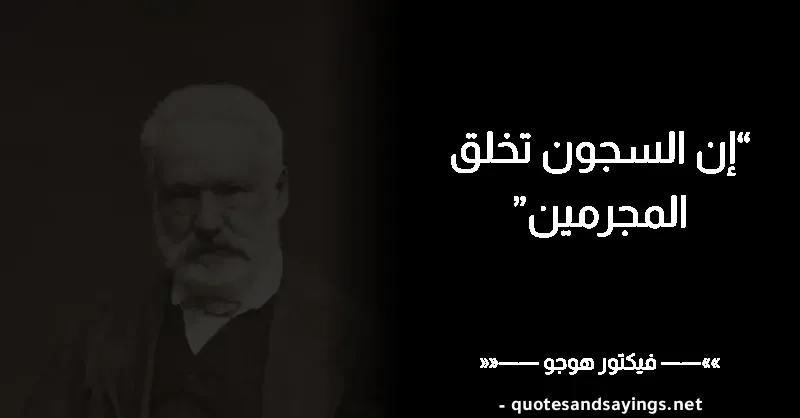 “إن السجون تخلق
المجرمين”
»»—— فيكتور هوجو ——««
- quotesandsayings.net